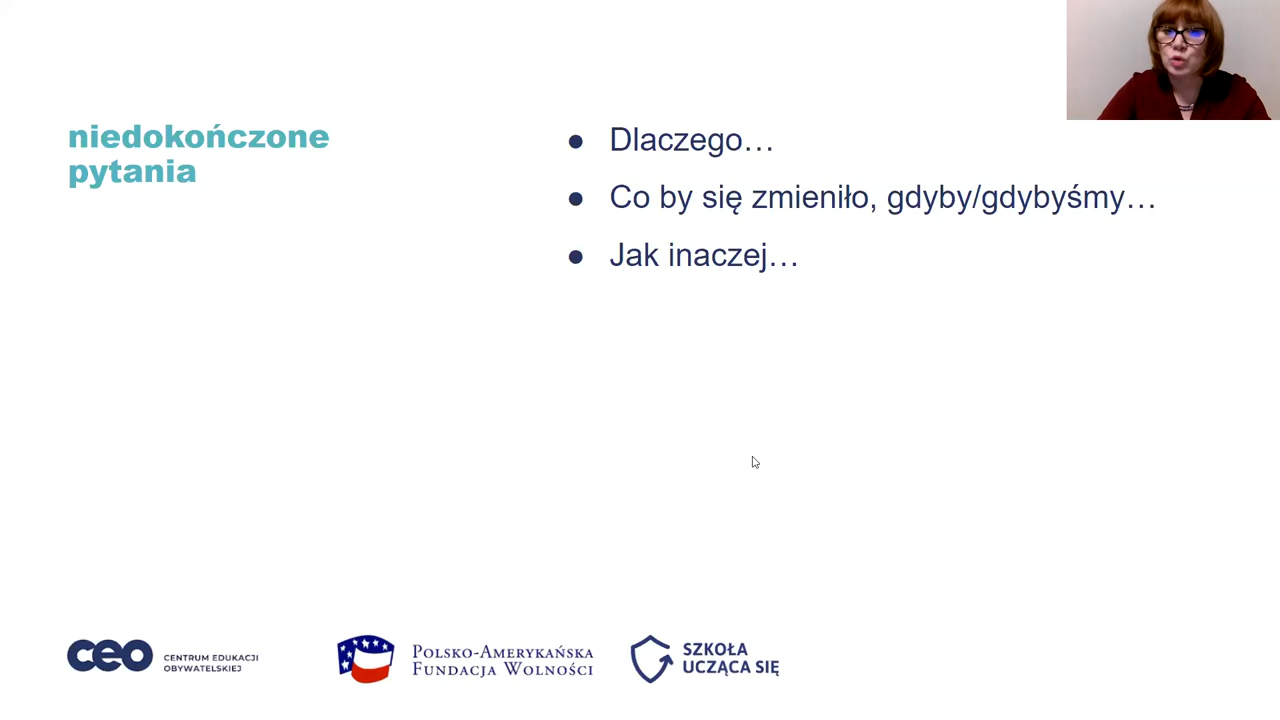 niedokończone
pytania
● Dlaczego…
● Co by się zmieniło, gdyby/gdybyśmy…
● Jak inaczej…
ceo CENTRUM EDUKACJI
OBYWATELSKIEJ
POLSKO-AMERYKAŃSKA
FUNDACJA WOLNOŚCI
SZKOŁA
UCZĄCA SIĘ